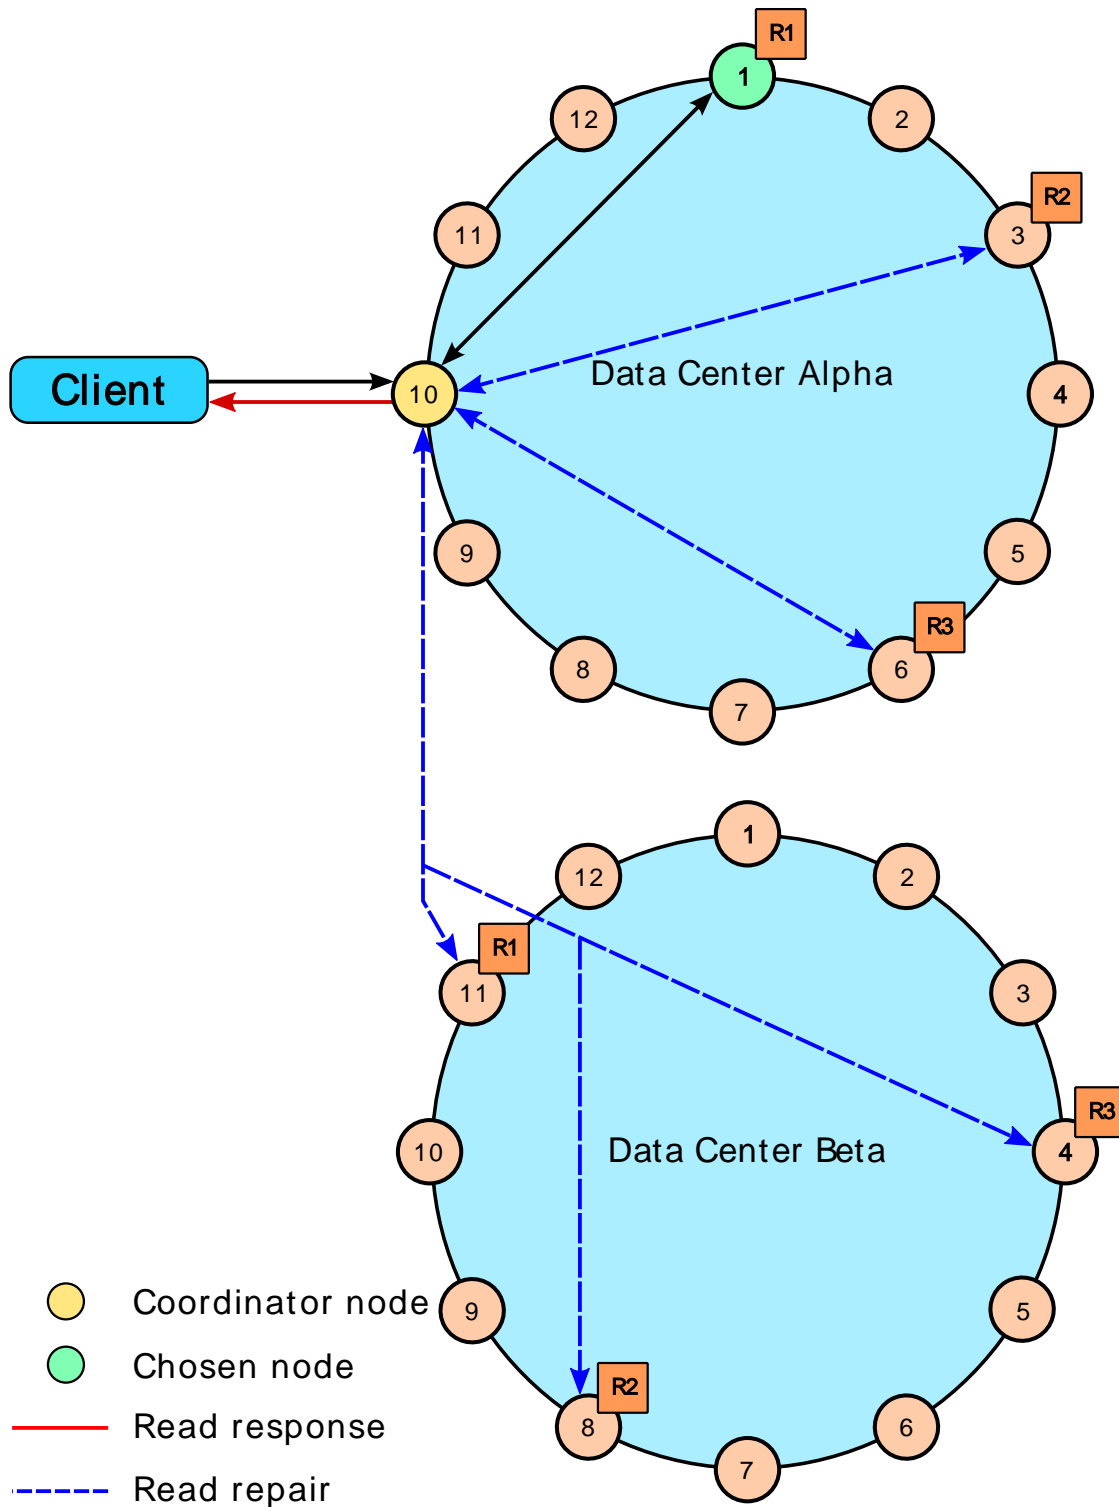 R1
1
12
2
R2
11
3
Data Center Alpha
Client
10
4
9
5
R3
8
6
7
1
12
2
R1
11
3
R3
10
Data Center Beta
4
Coordinator node
9
5
Chosen node
R2
Read response
8
6
7
Read repair